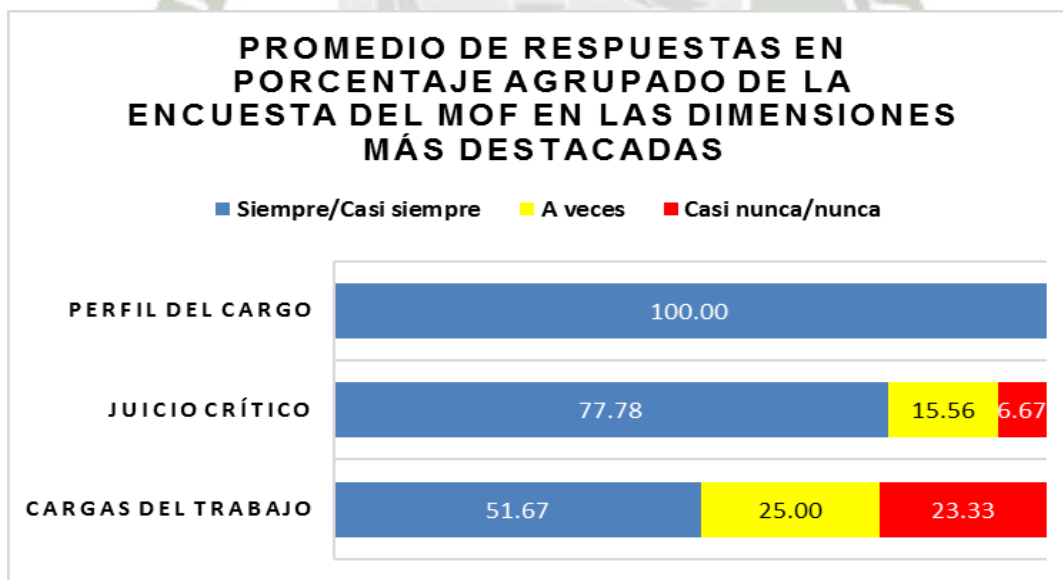 PROMEDIO DE RESPUESTAS EN
PORCENTAJE AGRUPADO DE LA
ENCUESTA DEL MOF EN LAS DIMENSIONES
MÁS DESTACADAS
Siempre/Casi siempre A veces Casi nunca/nunca
PERFIL DEL CARGO 100.00
JUICIO CRÍTICO 77.78 15.56 6.67
CARGAS DEL TRABAJO 51.67 25.00 23.33